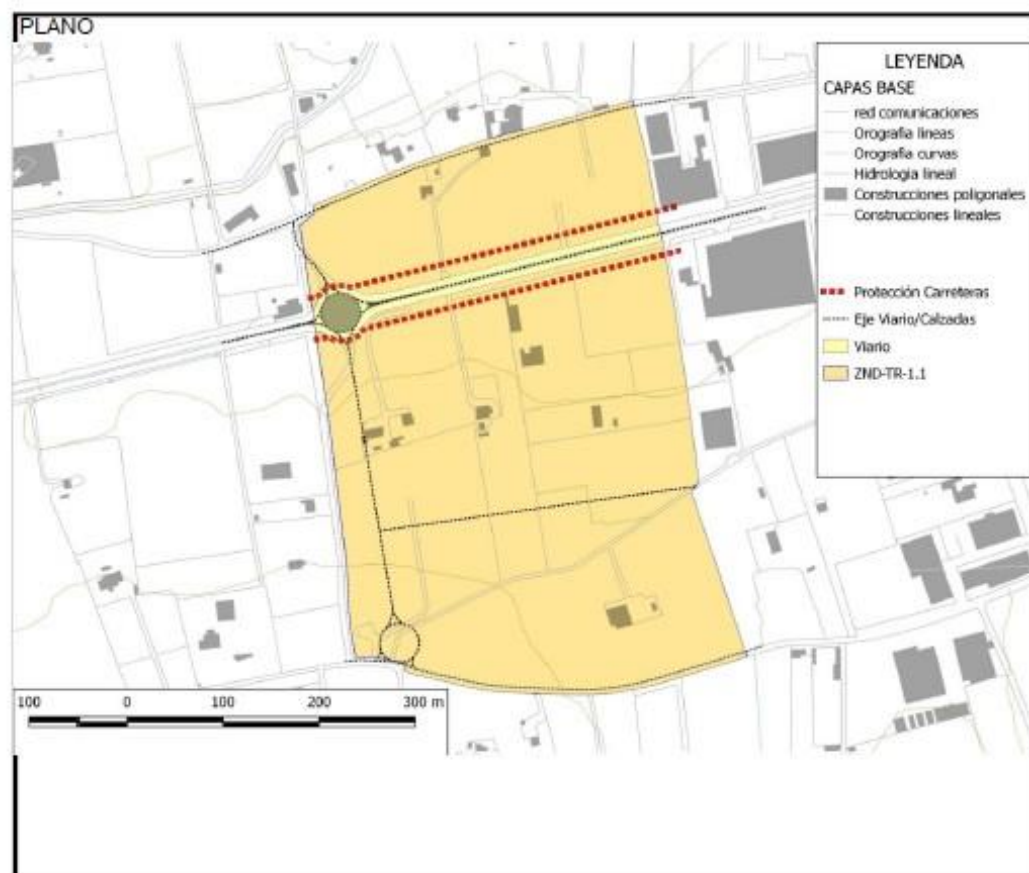 PLANO
LEYENDA
CAPAS BASE
red comunicaciones
Orografia lineas
Orografia curvas
Hidrologia lineal
Construcciones poligonales
Construcciones lineales
Protección Carreteras
Eje Viario/Calzadas
Viario
ZND-TR-1.1
100 0 100 200 300 m